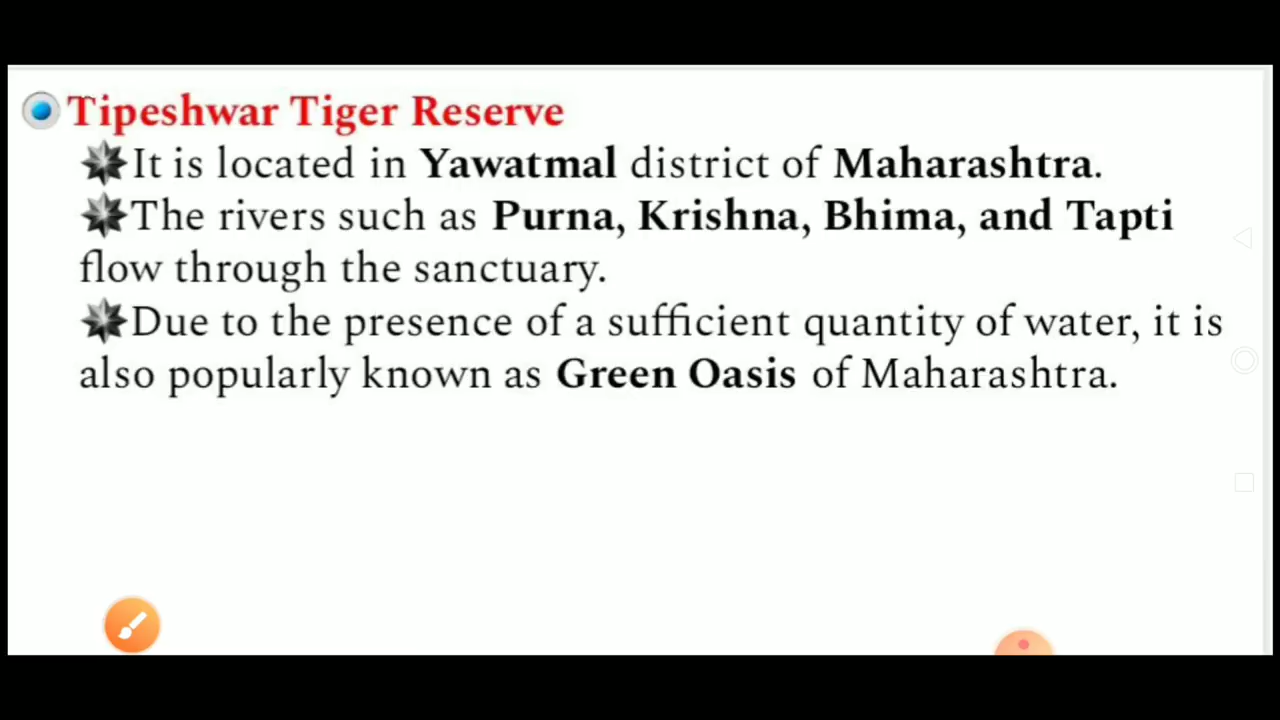 Tipeshwar Tiger Reserve
It is located in Yawatmal district of Maharashtra.
The rivers such as Purna, Krishna, Bhima, and Tapti
flow through the sanctuary.
Due to the presence of a sufficient quantity of water, it is
also popularly known as Green Oasis of Maharashtra.